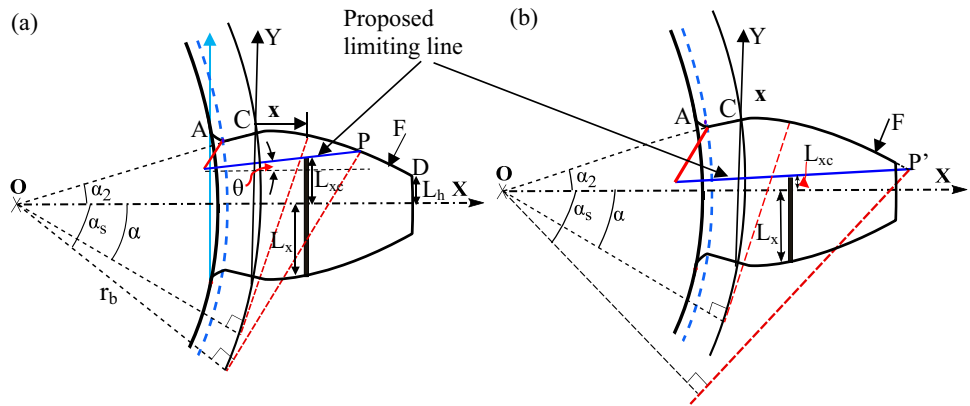 (a)
Y
Proposed
limiting line
(b)
Y
A
C
x
P
F
A
C
x
F
O
α2
θ
Lxc
D
Lh
X
O
α2
Lxc
P’
X
αs
α
Lx
αs
α
Lx
rb